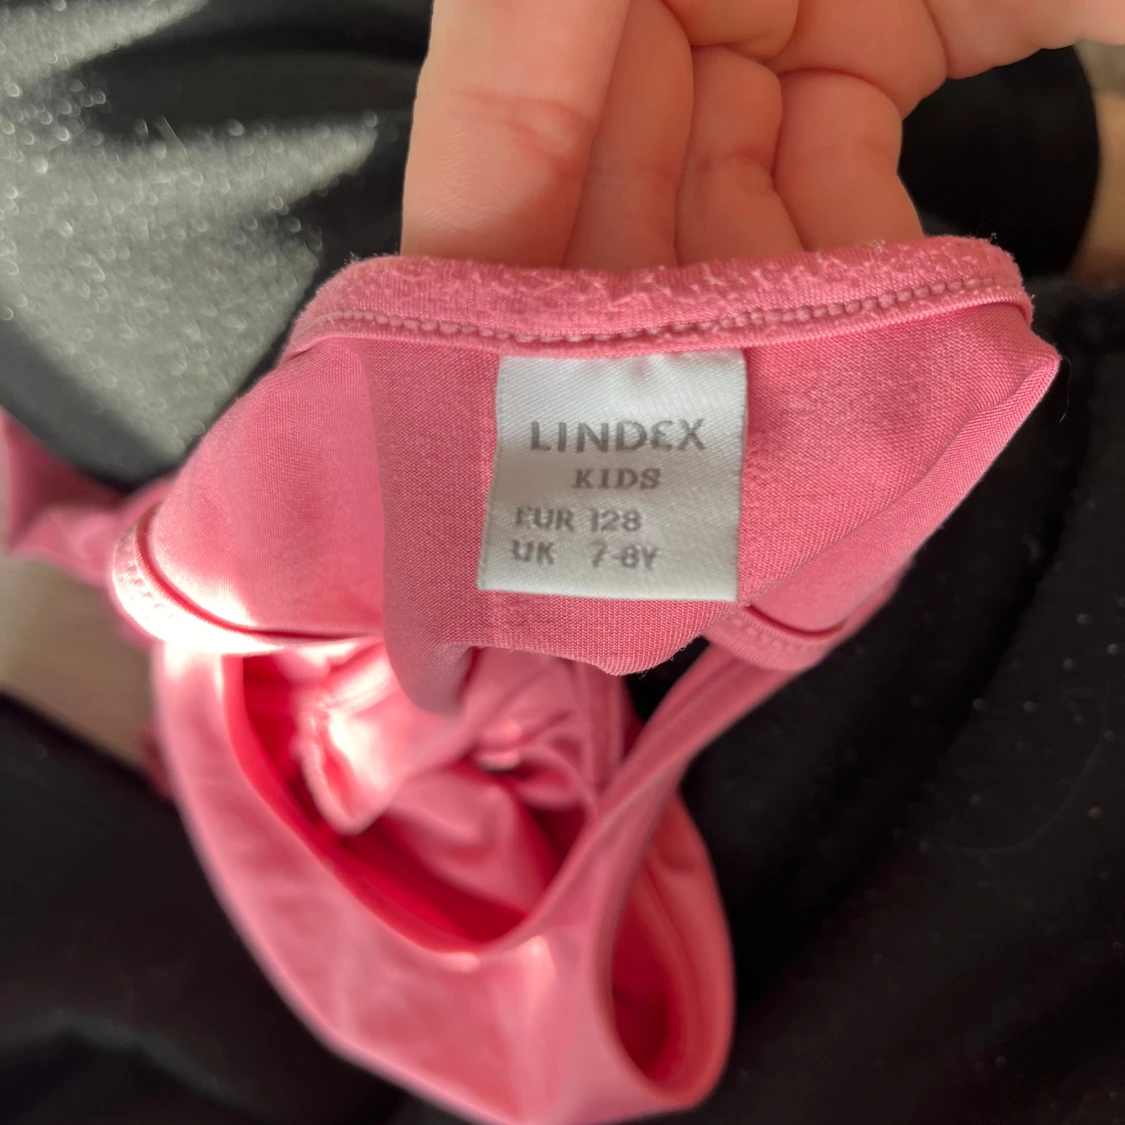 LINDEX
KIDS
EUR 128
UK 7-8Y